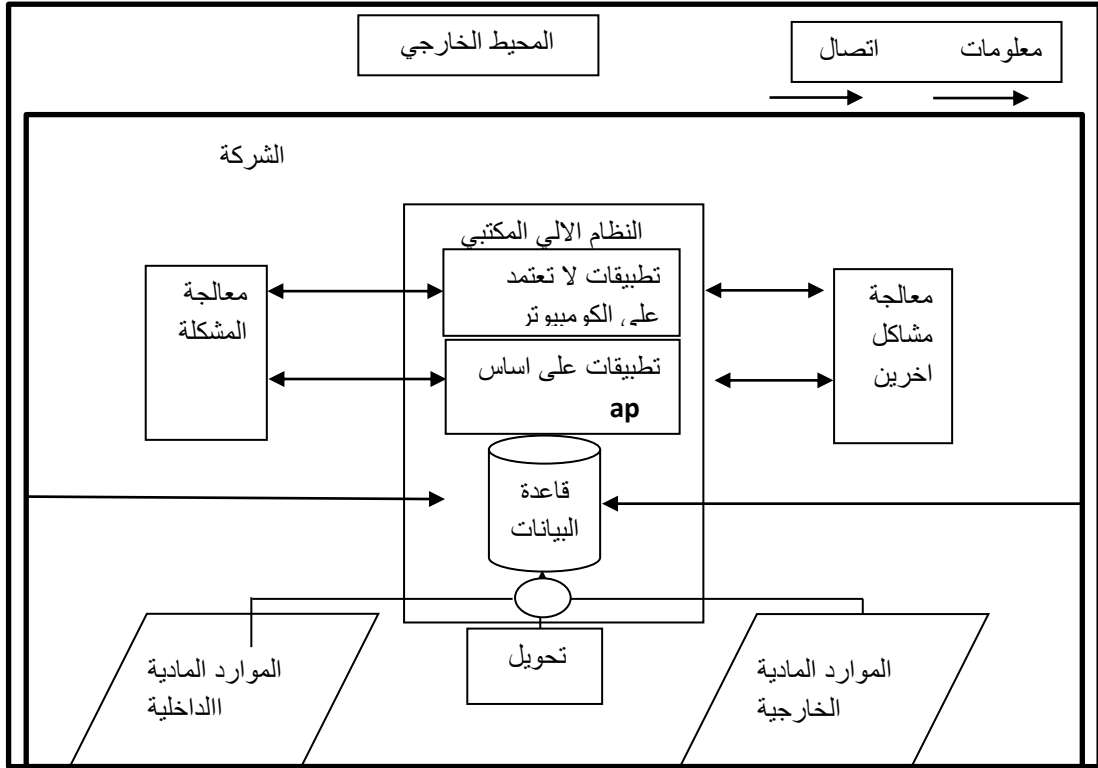 المحيط الخارجي
معلومات اتصال
الشركة
النظام الالي المكتبي
تطبيقات لا تعتمد
على الكومبيوتر
معالجة
مشاكل
اخرين
معالجة
المشكلة
تطبيقات على اساس
ap
قاعدة
البيانات
تحويل
الموارد المادية
الخارجية
الموارد المادية
االداخلية